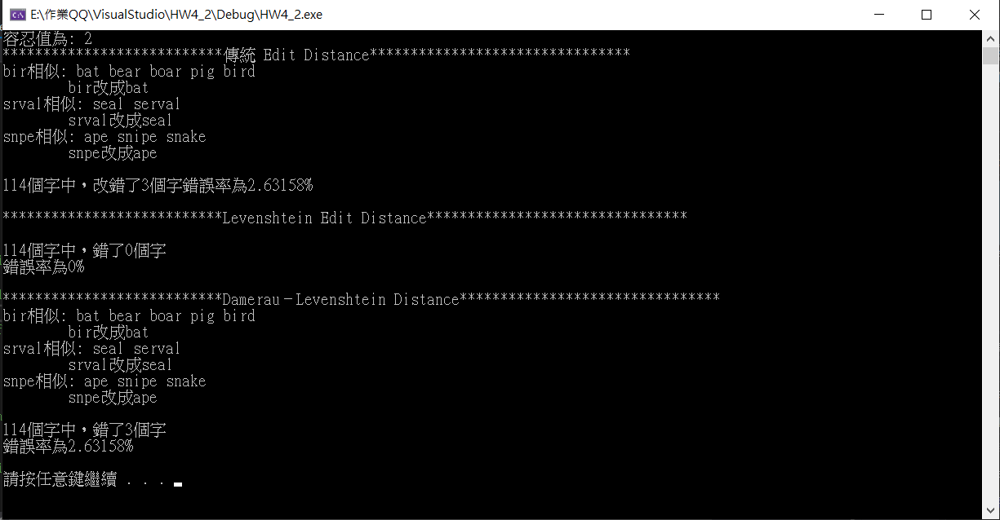 E:\作業QQ\VisualStudio\HW4_2\Debug\HW4_2.exe
容忍值為: 2
***************************傳統 Edit Distance********************************
bir相似: bat bear boar pig bird
bir改成bat
srval相似: seal serval
srval改成seal
snpe相似: ape snipe snake
snpe改成ape
114個字中，改錯了3個字錯誤率為2.63158%
***************************Levenshtein Edit Distance********************************
114個字中，錯了0個字
錯誤率為0%
***************************Damerau－Levenshtein Distance********************************
bir相似: bat bear boar pig bird
bir改成bat
srval相似: seal serval
srval改成seal
snpe相似: ape snipe snake
snpe改成ape
114個字中，錯了3個字
錯誤率為2.63158%
請按任意鍵繼續 . . .